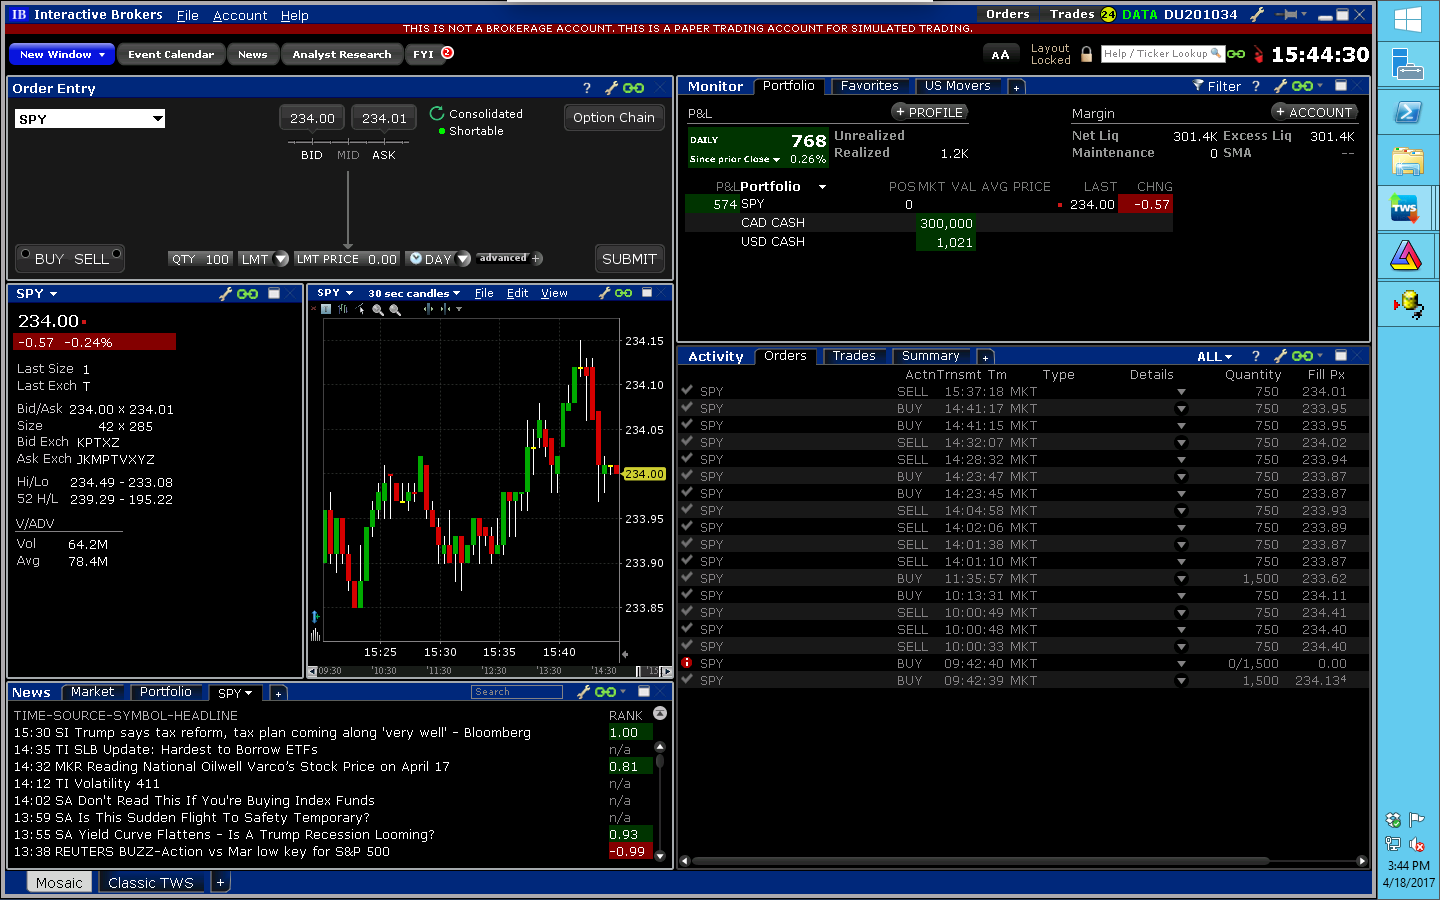 IB Interactive Brokers File Account Help Orders Trades 24 DATA DU201034
THIS IS NOT A BROKERAGE ACCOUNT. THIS IS A PAPER TRADING ACCOUNT FOR SIMULATED TRADING.
New Window Event Calendar News Analyst Research FYI 2 AA Layout Locked Help / Ticker Lookup 15:44:30
Order Entry ?
SPY 234.00 234.01 Consolidated Option Chain
Shortable
BID MID ASK
BUY SELL QTY 100 LMT LMT PRICE 0.00 DAY advanced + SUBMIT
Monitor Portfolio Favorites US Movers + Filter ?
P&L + PROFILE Margin + ACCOUNT
DAILY 768 Unrealized Net Liq 301.4K Excess Liq 301.4K
Since prior Close 0.26% Realized 1.2K Maintenance 0 SMA --
P&L Portfolio POS MKT VAL AVG PRICE LAST CHNG
574 SPY 0 234.00 -0.57
CAD CASH 300,000
USD CASH 1,021
SPY
234.00
-0.57 -0.24%
Last Size 1
Last Exch T
Bid/Ask 234.00 x 234.01
Size 42 x 285
Bid Exch KPTXZ
Ask Exch JKMPTVXYZ
Hi/Lo 234.49 - 233.08
52 H/L 239.29 - 195.22
V/ADV
Vol 64.2M
Avg 78.4M
SPY 30 sec candles File Edit View
234.15
234.10
234.05
234.00
233.95
233.90
233.85
15:25 15:30 15:35 15:40
09:30 10:30 11:30 12:30 13:30 14:30 '15
Activity Orders Trades Summary + ALL ?
Actn Trnsmt Tm Type Details Quantity Fill Px
SPY SELL 15:37:18 MKT 750 234.01
SPY BUY 14:41:17 MKT 750 233.95
SPY BUY 14:41:15 MKT 750 233.95
SPY SELL 14:32:07 MKT 750 234.02
SPY SELL 14:28:32 MKT 750 233.94
SPY BUY 14:23:47 MKT 750 233.87
SPY BUY 14:23:45 MKT 750 233.87
SPY SELL 14:04:58 MKT 750 233.93
SPY SELL 14:02:06 MKT 750 233.89
SPY SELL 14:01:38 MKT 750 233.87
SPY SELL 14:01:10 MKT 750 233.87
SPY BUY 11:35:57 MKT 1,500 233.62
SPY BUY 10:13:31 MKT 750 234.11
SPY SELL 10:00:49 MKT 750 234.41
SPY SELL 10:00:48 MKT 750 234.40
SPY SELL 10:00:33 MKT 750 234.40
SPY BUY 09:42:40 MKT 0/1,500 0.00
SPY BUY 09:42:39 MKT 1,500 234.13⁴
News Market Portfolio SPY + Search
TIME-SOURCE-SYMBOL-HEADLINE RANK
15:30 SI Trump says tax reform, tax plan coming along 'very well' - Bloomberg 1.00
14:35 TI SLB Update: Hardest to Borrow ETFs n/a
14:32 MKR Reading National Oilwell Varco's Stock Price on April 17 0.81
14:12 TI Volatility 411 n/a
14:02 SA Don't Read This If You're Buying Index Funds n/a
13:59 SA Is This Sudden Flight To Safety Temporary? n/a
13:55 SA Yield Curve Flattens - Is A Trump Recession Looming? 0.93
13:38 REUTERS BUZZ-Action vs Mar low key for S&P 500 -0.99
Mosaic Classic TWS +
TWS
3:44 PM
4/18/2017